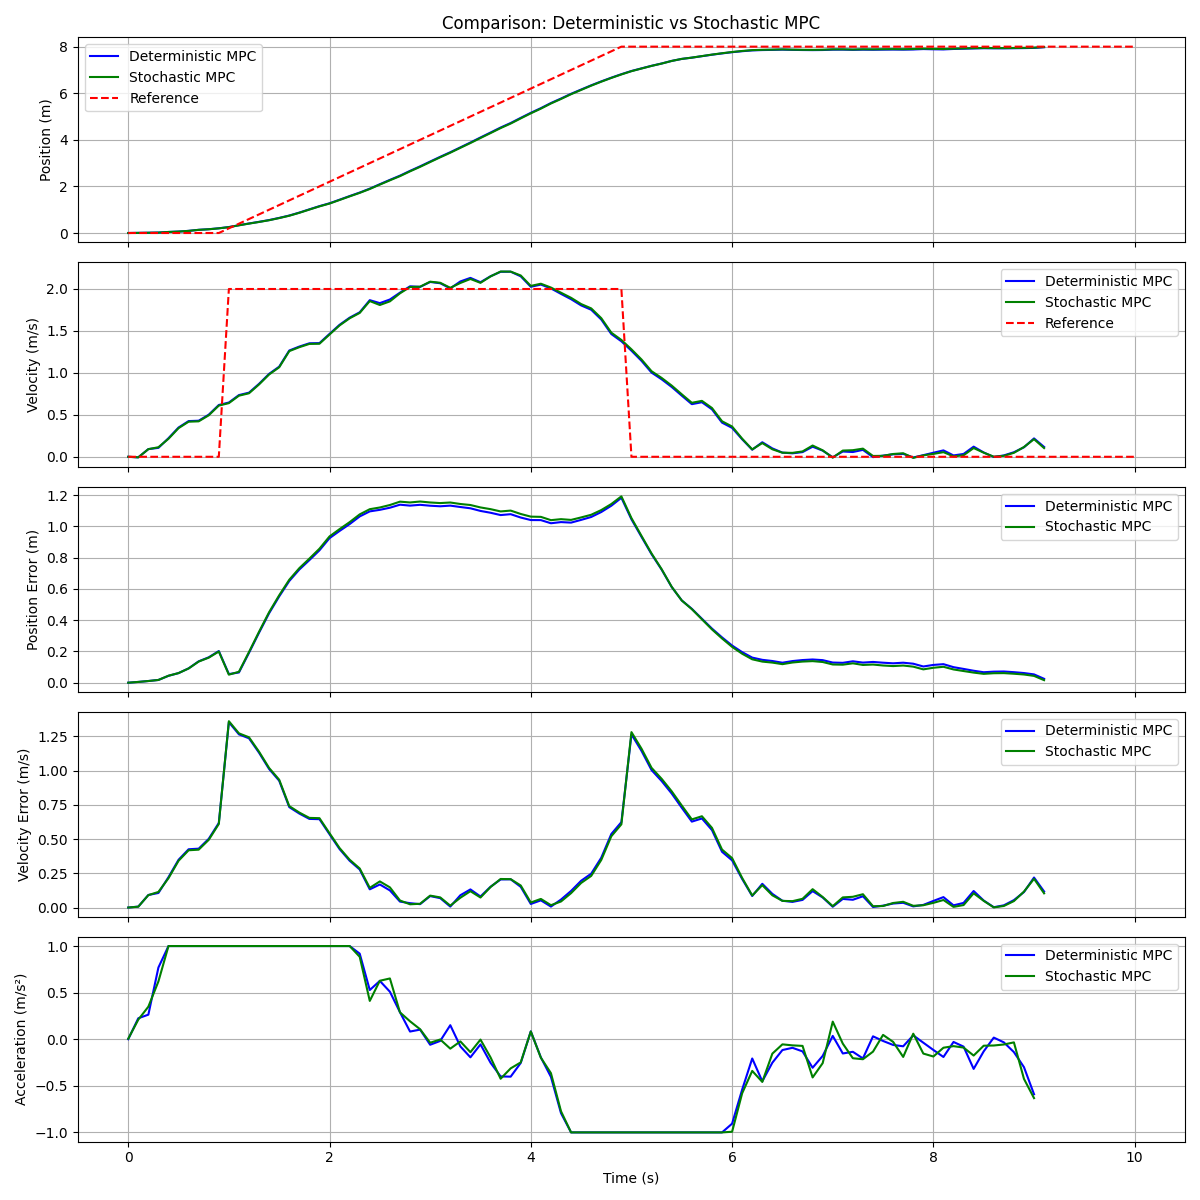 Comparison: Deterministic vs Stochastic MPC
Position (m)
8
6
4
2
0
Deterministic MPC
Stochastic MPC
Reference
Velocity (m/s)
2.0
1.5
1.0
0.5
0.0
Deterministic MPC
Stochastic MPC
Reference
Position Error (m)
1.2
1.0
0.8
0.6
0.4
0.2
0.0
Deterministic MPC
Stochastic MPC
Velocity Error (m/s)
1.25
1.00
0.75
0.50
0.25
0.00
Deterministic MPC
Stochastic MPC
Acceleration (m/s²)
1.0
0.5
0.0
−0.5
−1.0
Deterministic MPC
Stochastic MPC
0 2 4 6 8 10
Time (s)